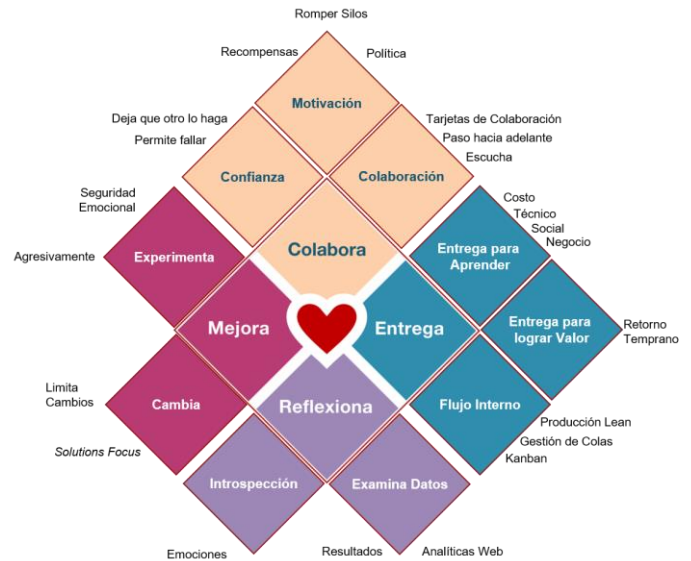 Romper Silos
Recompensas
Política
Motivación
Deja que otro lo haga
Permite fallar
Tarjetas de Colaboración
Paso hacia adelante
Escucha
Confianza
Colaboración
Seguridad
Emocional
Costo
Técnico
Social
Negocio
Colabora
Agresivamente
Experimenta
Entrega para
Aprender
Mejora
Entrega
Entrega para
lograr Valor
Retorno
Temprano
Limita
Cambios
Cambia
Reflexiona
Flujo Interno
Producción Lean
Gestión de Colas
Kanban
Solutions Focus
Introspección
Examina Datos
Emociones
Resultados
Analíticas Web